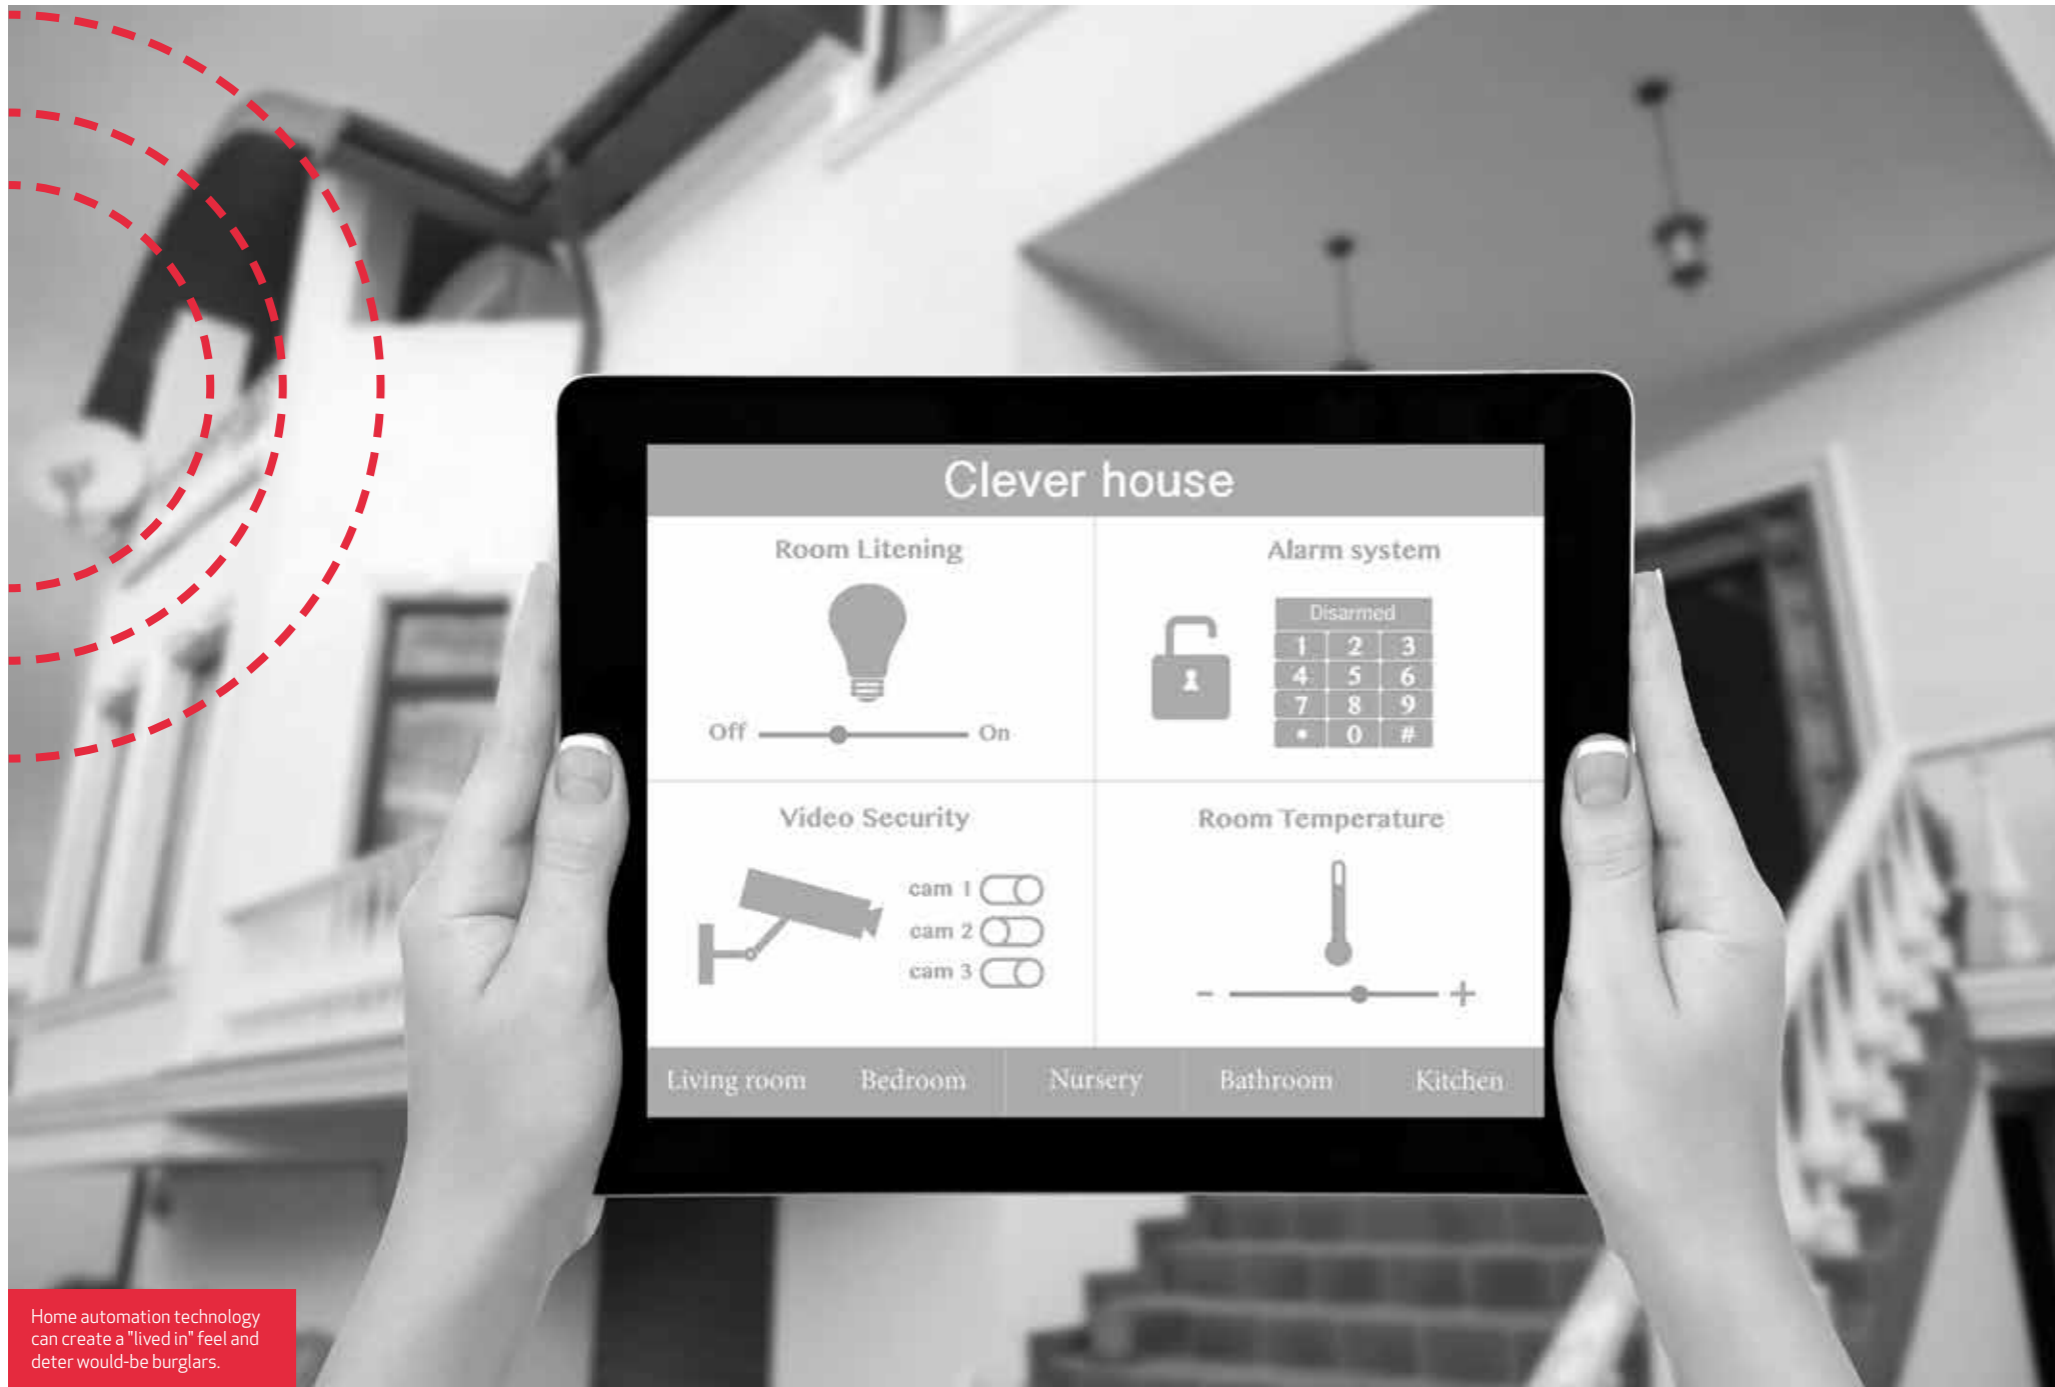 Clever house
Room Litening
Off On
Alarm system
Disarmed
1 2 3
4 5 6
7 8 9
* 0 #
Video Security
cam 1
cam 2
cam 3
Room Temperature
- +
Living room Bedroom Nursery Bathroom Kitchen
Home automation technology
can create a "lived in" feel and
deter would-be burglars.